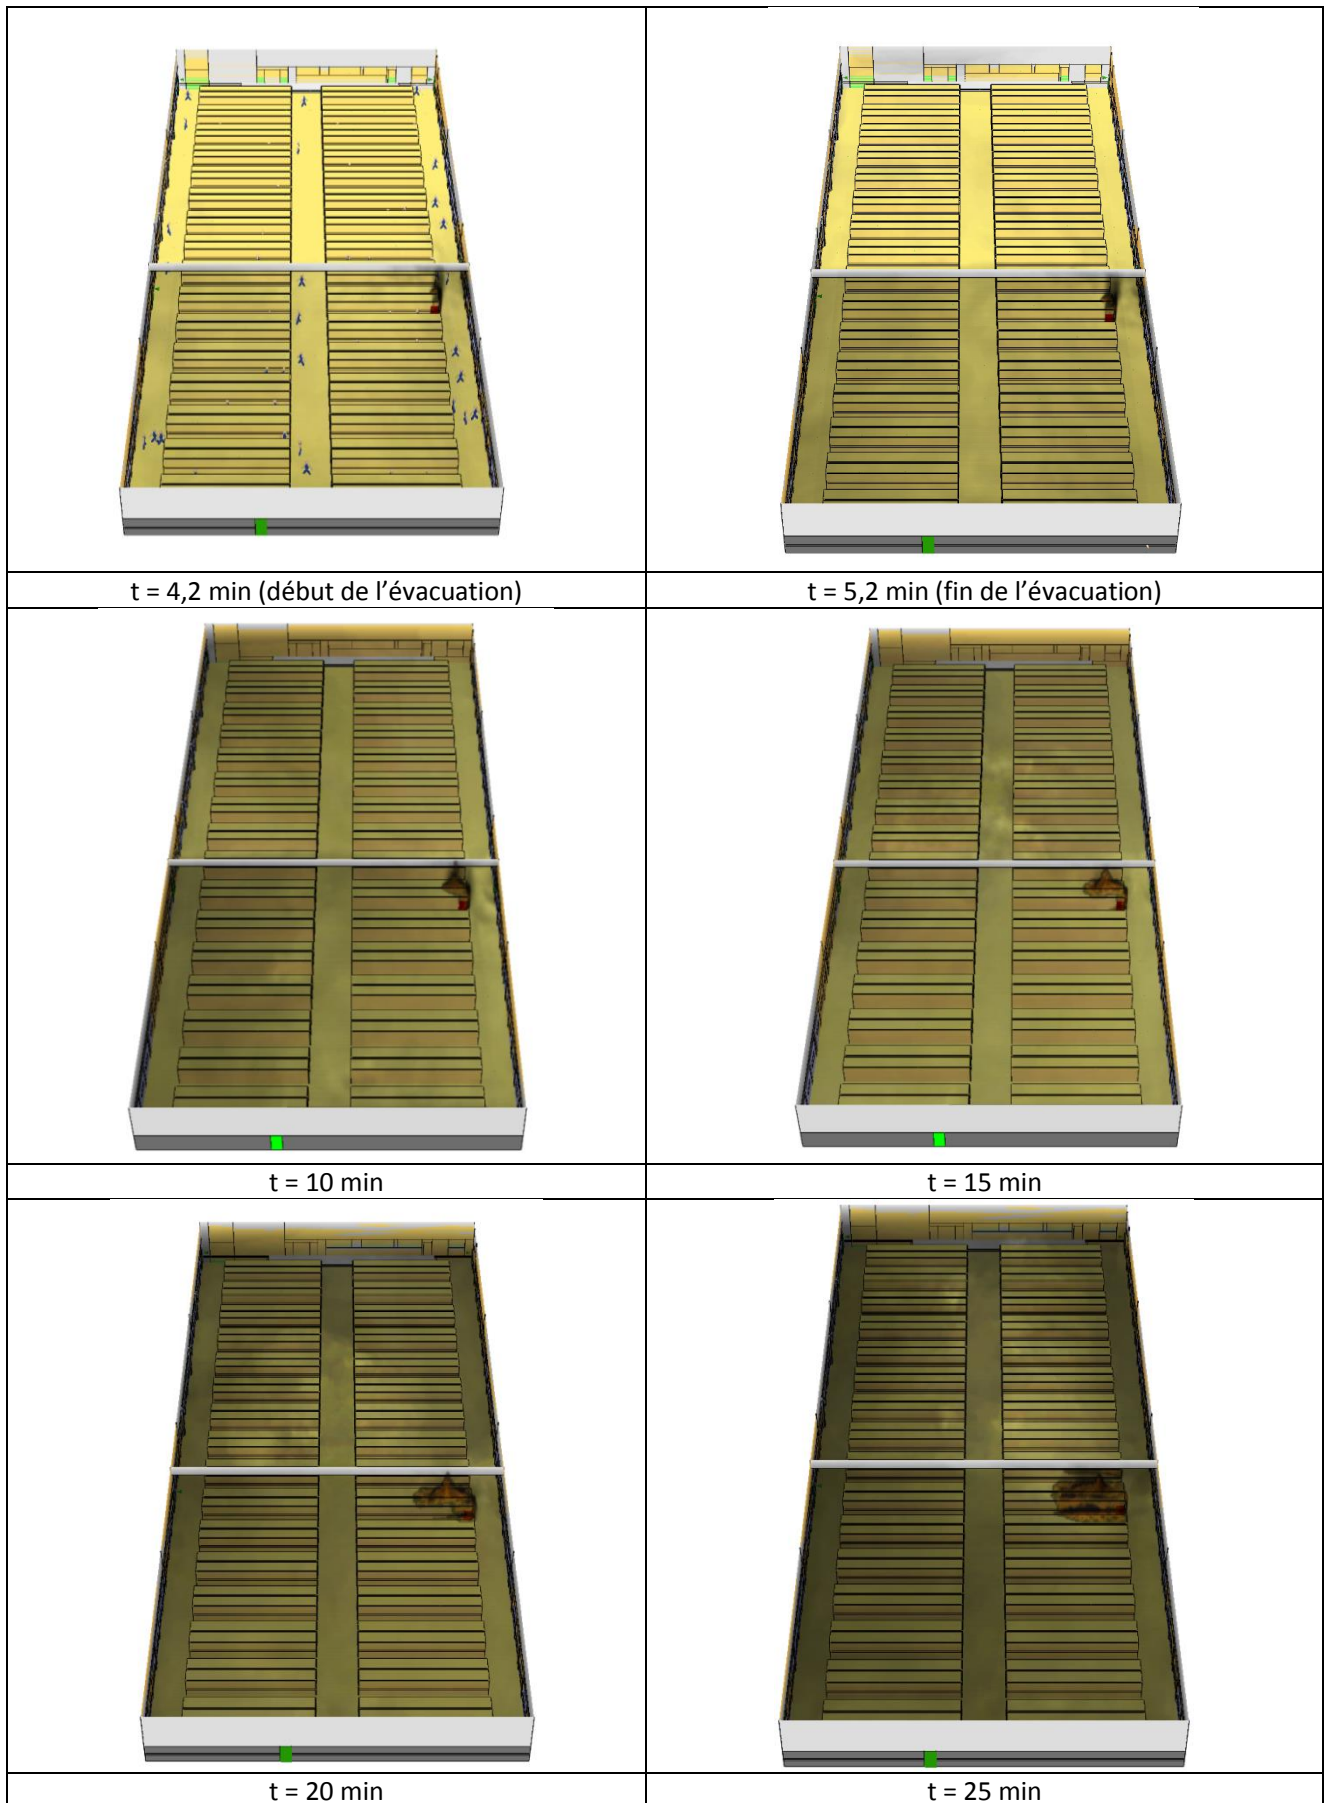 t = 4,2 min (début de l’évacuation)
t = 5,2 min (fin de l’évacuation)
t = 10 min
t = 15 min
t = 20 min
t = 25 min